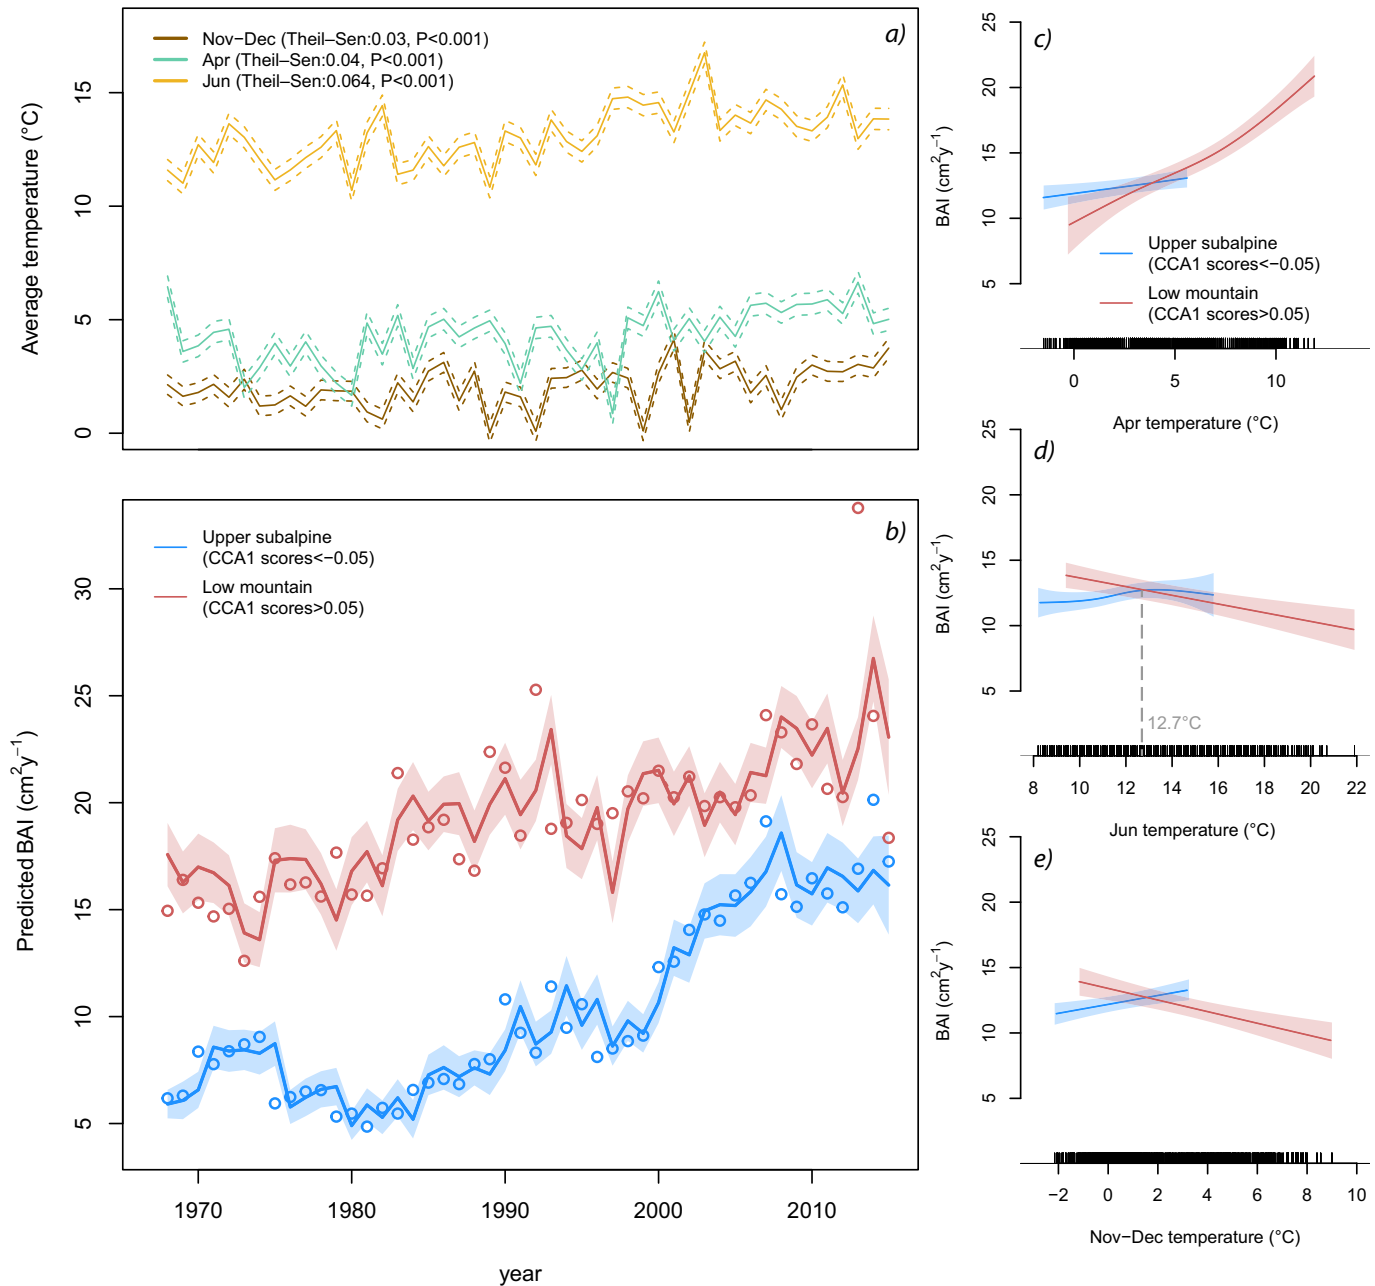 Nov−Dec (Theil–Sen:0.03, P<0.001)
Apr (Theil–Sen:0.04, P<0.001)
Jun (Theil–Sen:0.064, P<0.001)
a)
Average temperature (°C)
15
10
5
0
b)
Upper subalpine
(CCA1 scores<−0.05)
Low mountain
(CCA1 scores>0.05)
Predicted BAI (cm²y⁻¹)
30
25
20
15
10
5
1970 1980 1990 2000 2010
year
c)
BAI (cm²y⁻¹)
25
20
15
10
5
Upper subalpine
(CCA1 scores<−0.05)
Low mountain
(CCA1 scores>0.05)
0 5 10
Apr temperature (°C)
d)
BAI (cm²y⁻¹)
25
20
15
10
5
12.7°C
8 10 12 14 16 18 20 22
Jun temperature (°C)
e)
BAI (cm²y⁻¹)
25
20
15
10
5
−2 0 2 4 6 8 10
Nov−Dec temperature (°C)